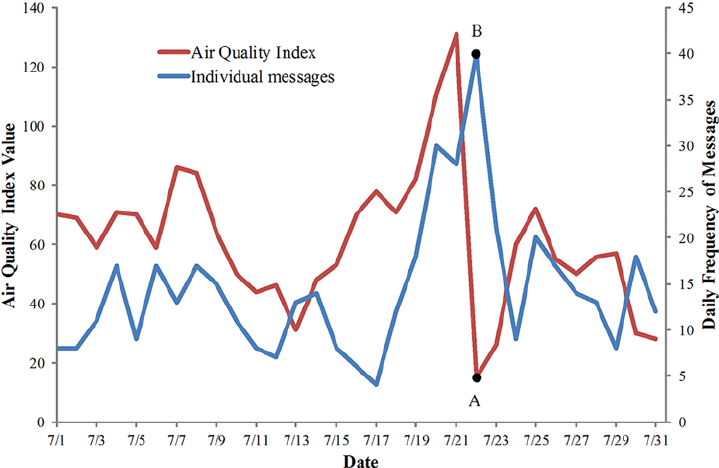 Air Quality Index
Individual messages
B
A
Air Quality Index Value
140
120
100
80
60
40
20
0
Daily Frequency of Messages
45
40
35
30
25
20
15
10
5
0
7/1 7/3 7/5 7/7 7/9 7/11 7/13 7/15 7/17 7/19 7/21 7/23 7/25 7/27 7/29 7/31
Date